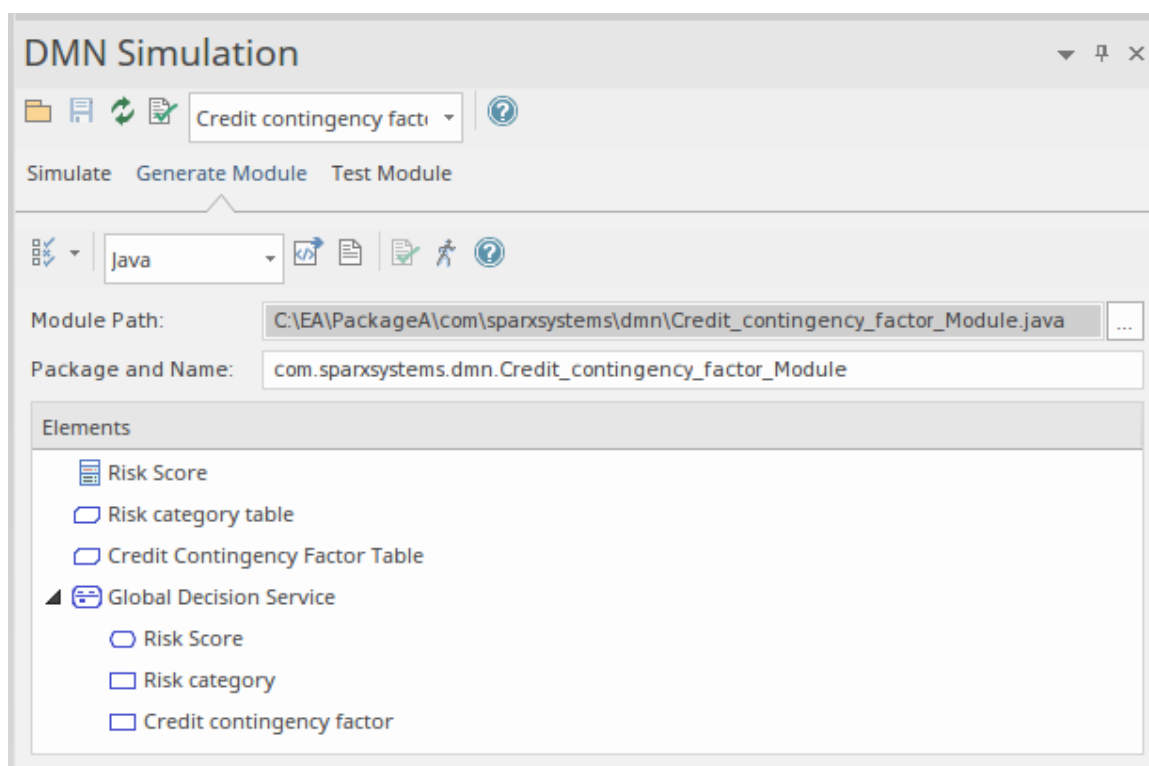 DMN Simulation
Credit contingency facto
Simulate Generate Module Test Module
Java
Module Path: C:\EA\PackageA\com\sparxsystems\dmn\Credit_contingency_factor_Module.java ...
Package and Name: com.sparxsystems.dmn.Credit_contingency_factor_Module
Elements
Risk Score
Risk category table
Credit Contingency Factor Table
Global Decision Service
Risk Score
Risk category
Credit contingency factor